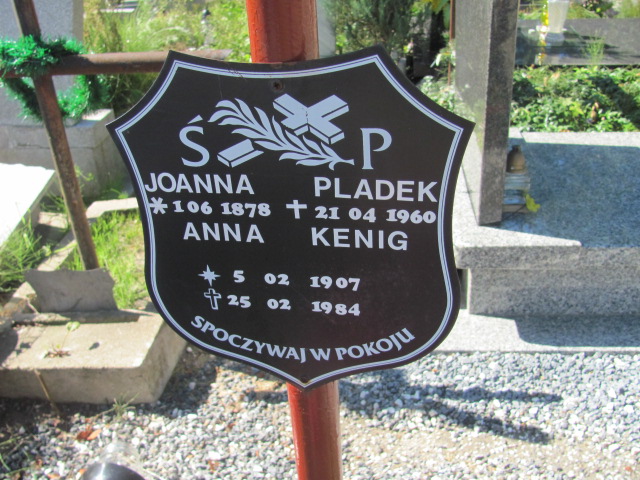 Ś P
JOANNA PLADEK
* 1 06 1878 ✝ 21 04 1960
ANNA KENIG
* 5 02 1907
✝ 25 02 1984
SPOCZYWAJ W POKOJU